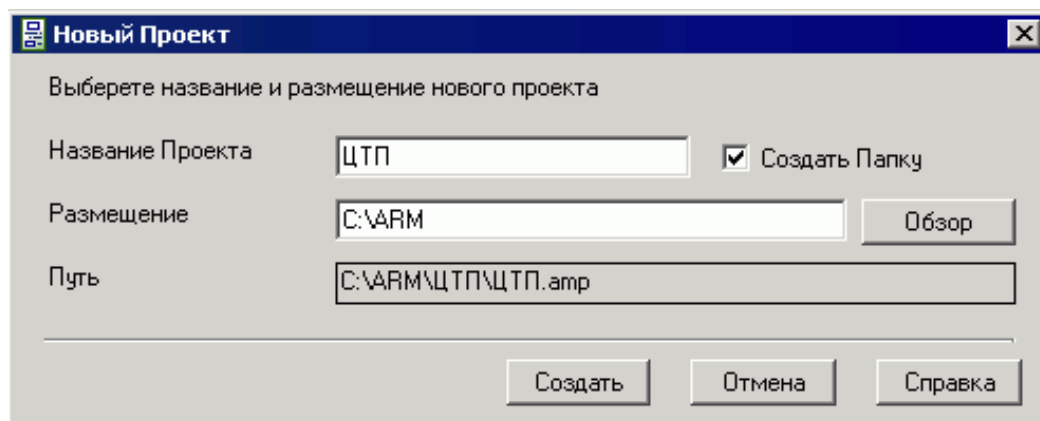 Новый Проект
Выберете название и размещение нового проекта
Название Проекта ЦТП Создать Папку
Размещение C:\ARM Обзор
Путь C:\ARM\ЦТП\ЦТП.amp
Создать Отмена Справка